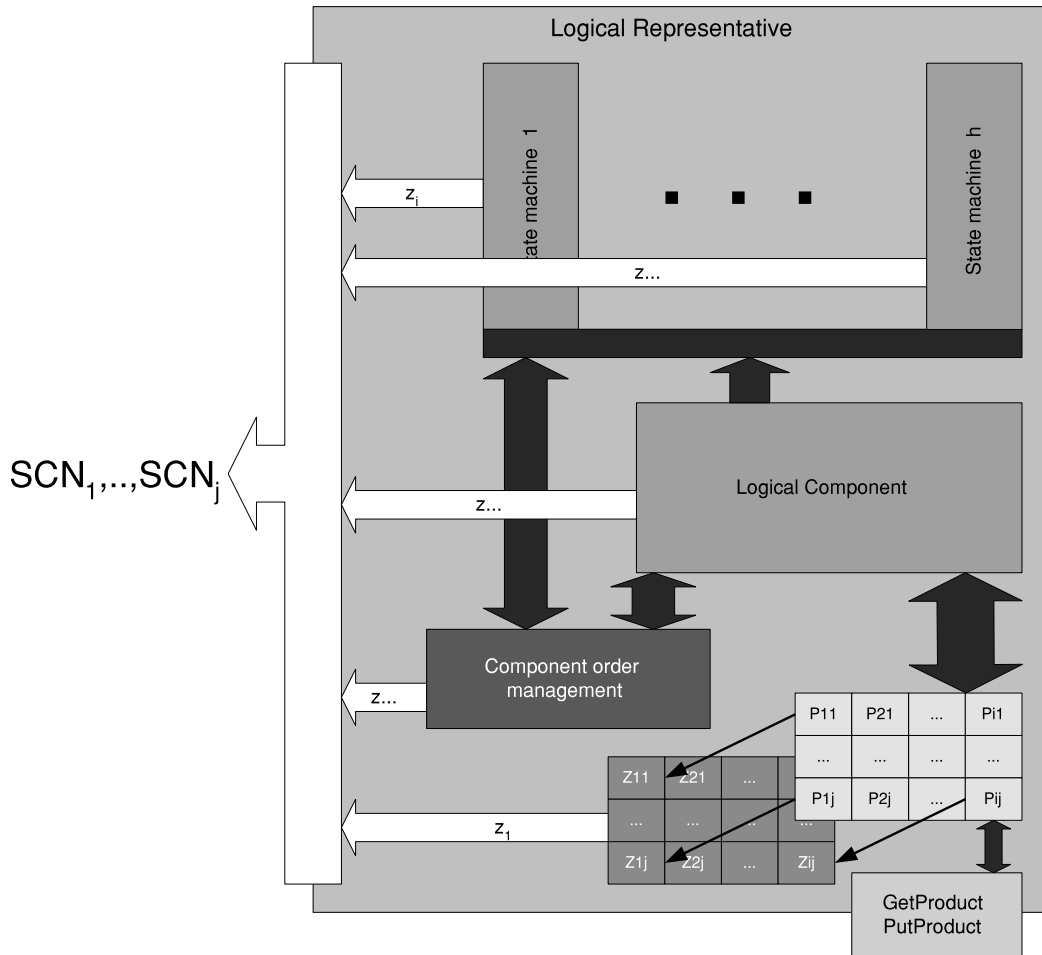 Logical Representative
State machine 1
State machine h
z_i
z...
SCN_1,..,SCN_j
z...
Logical Component
Component order
management
z...
P11 P21 ... Pi1
... ... ... ...
P1j P2j ... Pij
Z11 Z21 ...
... ... ... ...
Z1j Z2j ... Zij
z_1
GetProduct
PutProduct